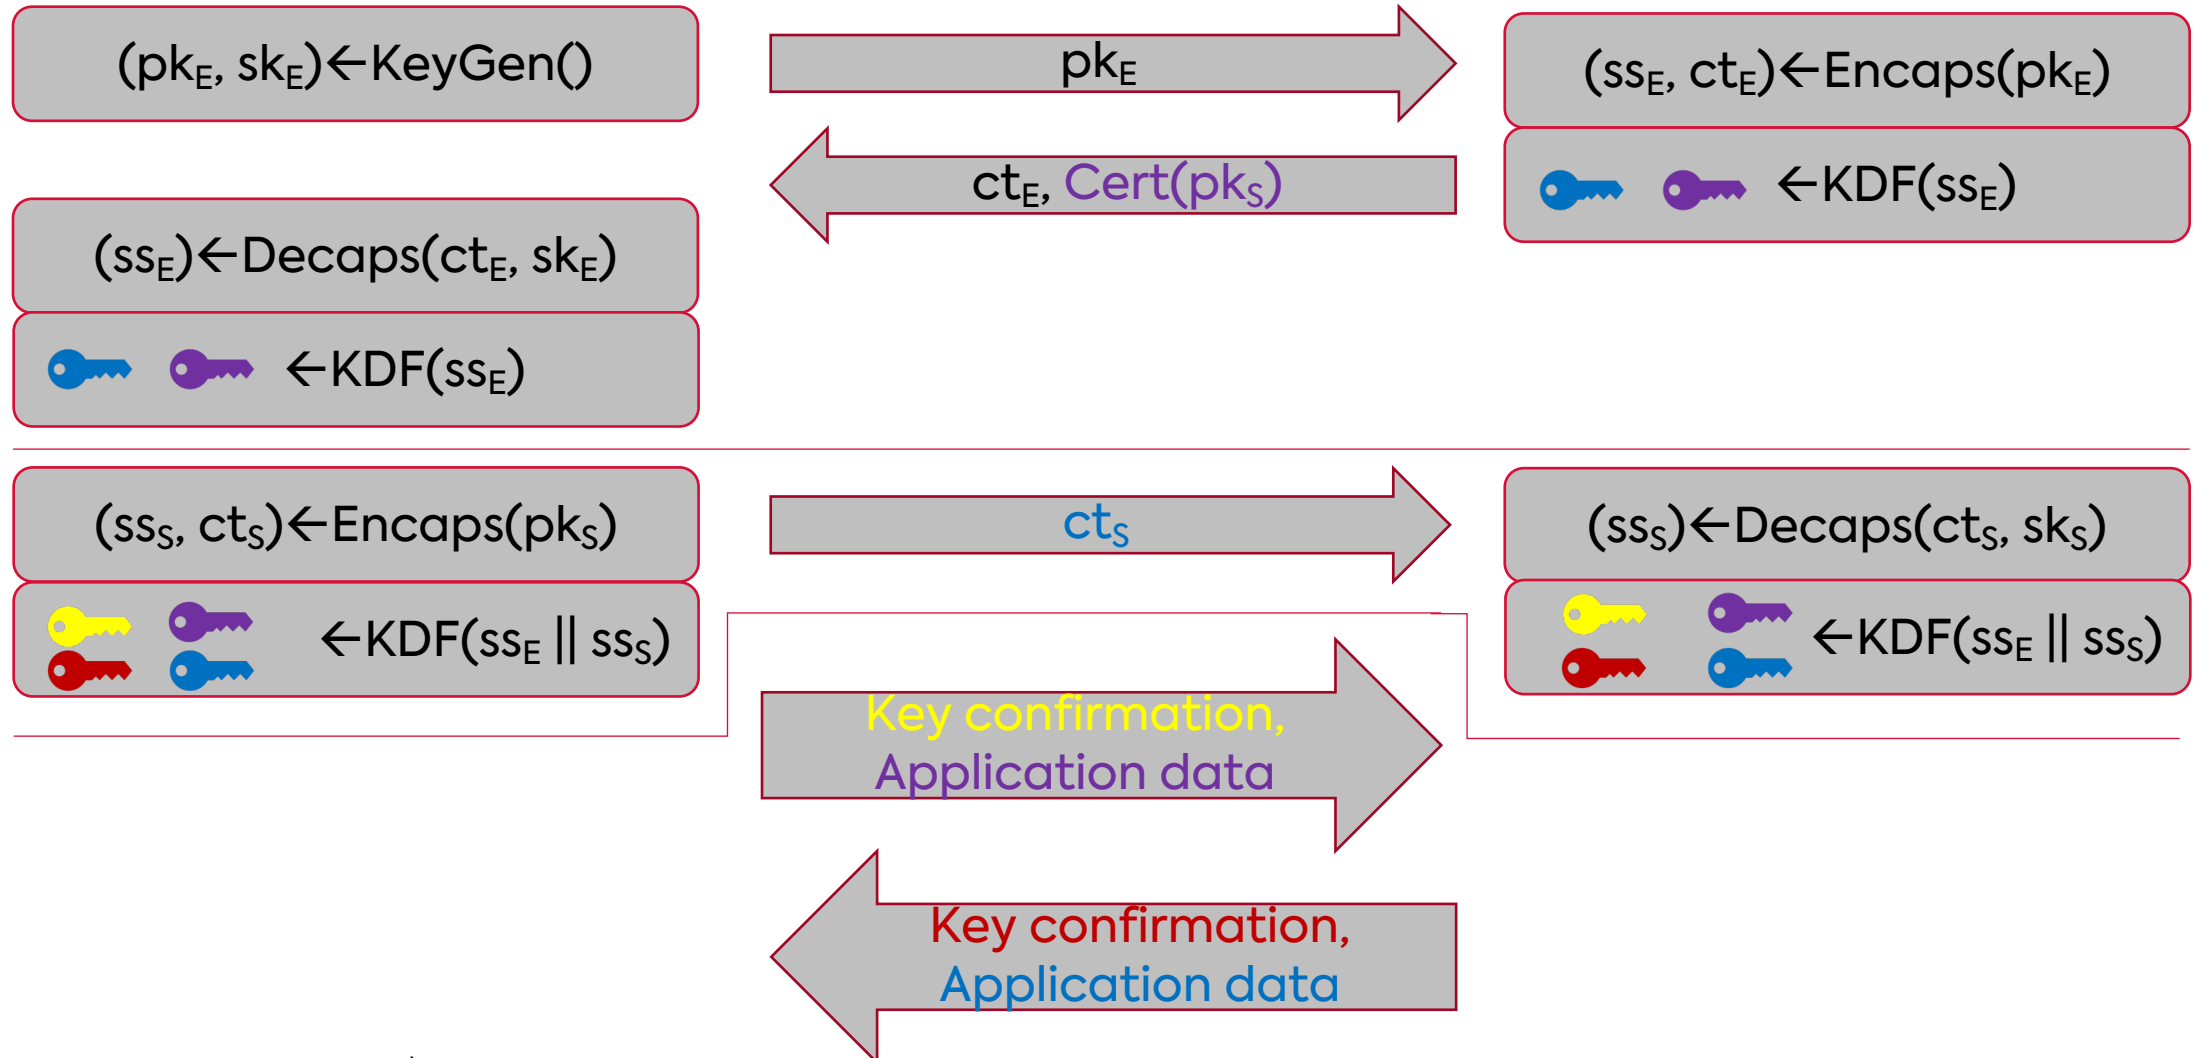 (pkE, skE)←KeyGen()
pkE
(ssE, ctE)←Encaps(pkE)
ctE, Cert(pkS)
←KDF(ssE)
(ssE)←Decaps(ctE, skE)
←KDF(ssE)
(ssS, ctS)←Encaps(pkS)
ctS
(ssS)←Decaps(ctS, skS)
←KDF(ssE || ssS)
←KDF(ssE || ssS)
Key confirmation,
Application data
Key confirmation,
Application data